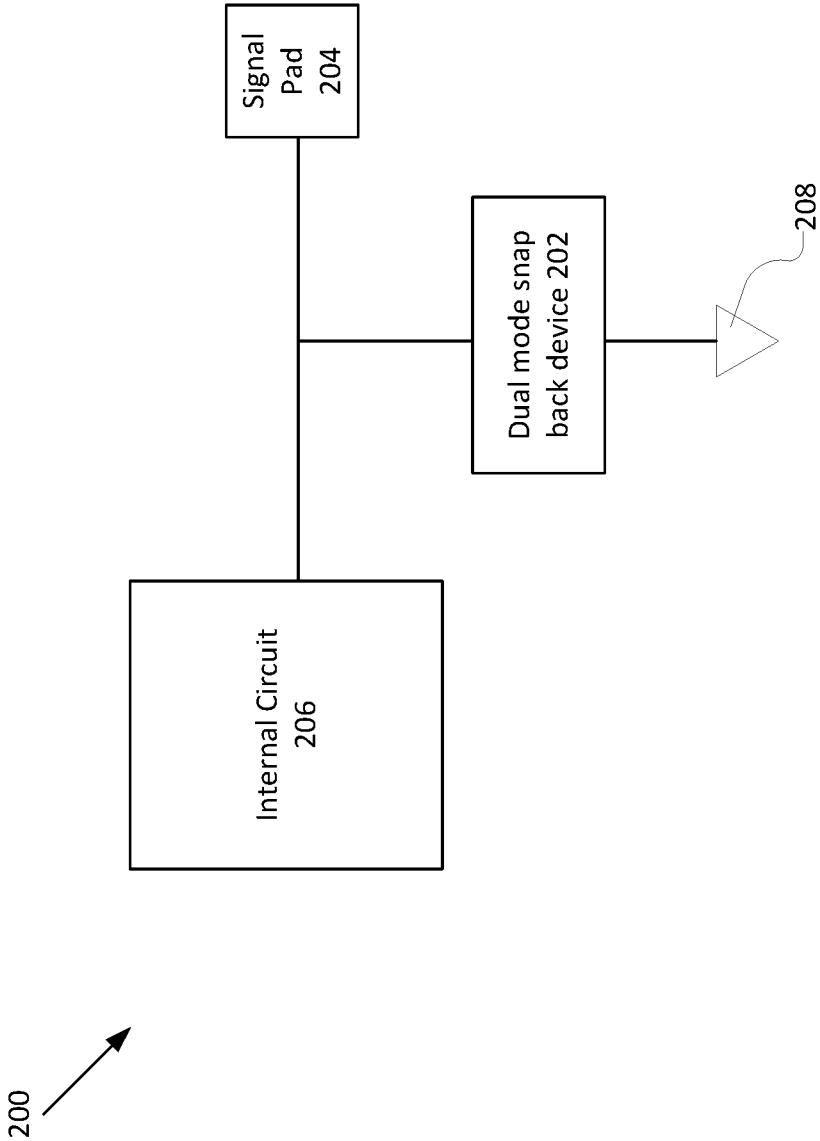 200
Internal Circuit
206
Signal
Pad
204
Dual mode snap
back device 202
208